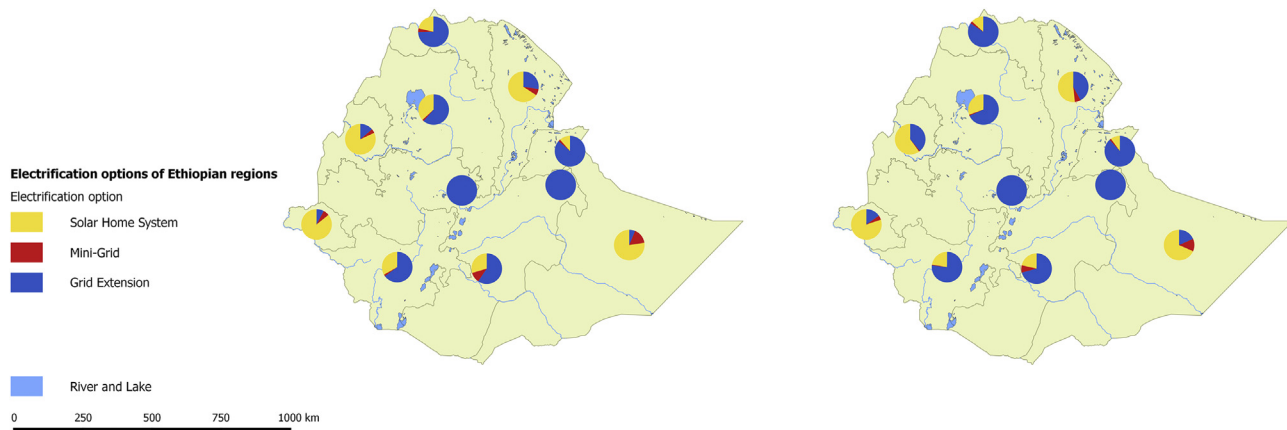 Electrification options of Ethiopian regions
Electrification option
Solar Home System
Mini-Grid
Grid Extension
River and Lake
0 250 500 750 1000 km